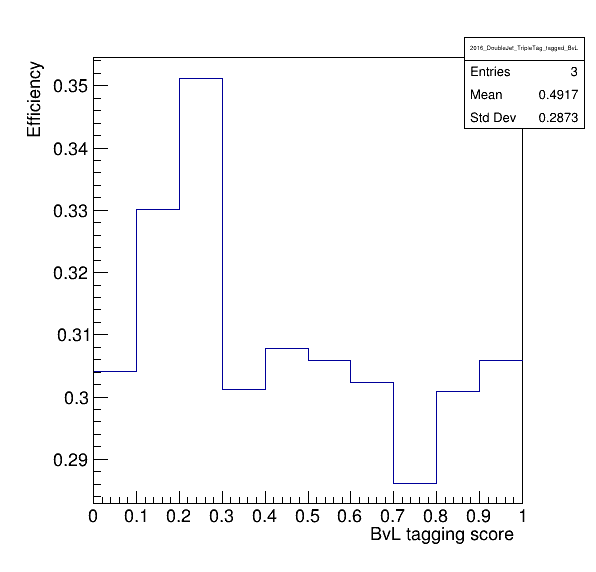 2016_DoubleJet_TripleTag_tagged_BvL
Entries 3
Mean 0.4917
Std Dev 0.2873
Efficiency
0.35
0.34
0.33
0.32
0.31
0.3
0.29
0 0.1 0.2 0.3 0.4 0.5 0.6 0.7 0.8 0.9 1
BvL tagging score